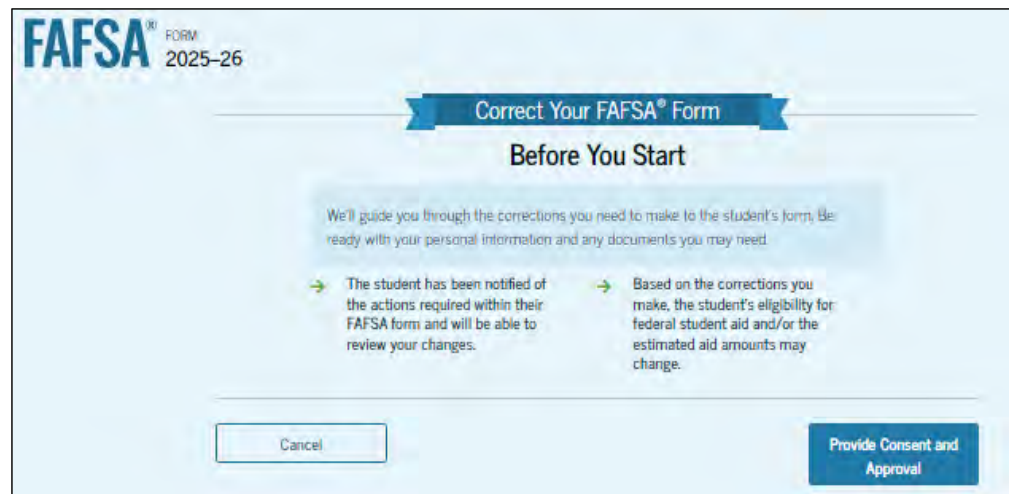 FAFSA® FORM
2025–26
Correct Your FAFSA® Form
Before You Start
We'll guide you through the corrections you need to make to the student's form. Be
ready with your personal information and any documents you may need.
→ The student has been notified of
the actions required within their
FAFSA form and will be able to
review your changes.
→ Based on the corrections you
make, the student's eligibility for
federal student aid and/or the
estimated aid amounts may
change.
Cancel
Provide Consent and
Approval